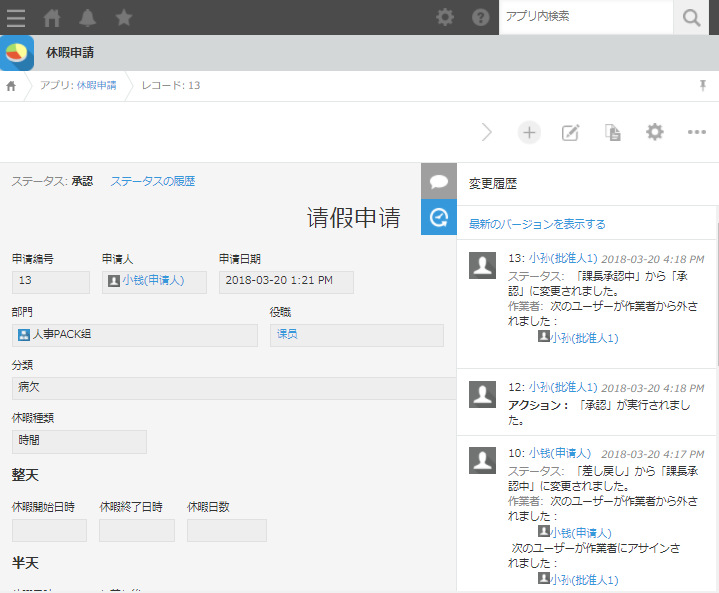 アプリ内検索
休暇申請
アプリ: 休暇申請 レコード: 13
ステータス: 承認 ステータスの履歴
请假申请
申请编号 申请人 申请日期
13 小钱(申请人) 2018-03-20 1:21 PM
部門 役職
人事PACK組 课员
分類
病欠
休暇種類
時間
整天
休暇開始日時 休暇終了日時 休暇日数
半天
変更履歴
最新のバージョンを表示する
13: 小孙(批准人1) 2018-03-20 4:18 PM
ステータス: 「課長承認中」から「承
認」に変更されました。
作業者: 次のユーザーが作業者から外さ
れました：
小孙(批准人1)
12: 小孙(批准人1) 2018-03-20 4:18 PM
アクション： 「承認」が実行されまし
た。
10: 小钱(申请人) 2018-03-20 4:17 PM
ステータス: 「差し戻し」から「課長承
認中」に変更されました。
作業者: 次のユーザーが作業者から外さ
れました：
小钱(申请人)
次のユーザーが作業者にアサインさ
れました：
小孙(批准人1)